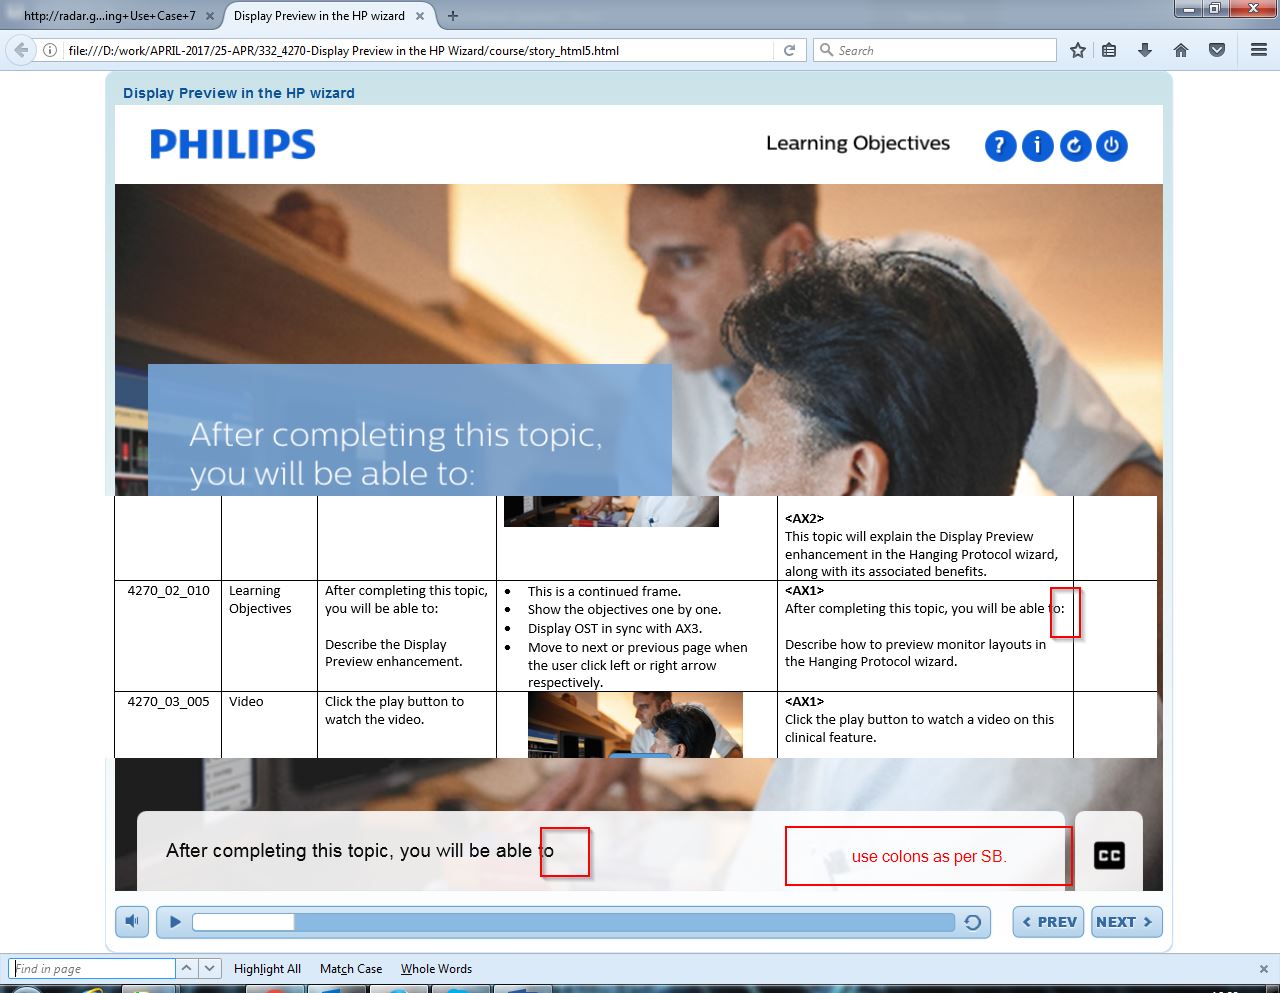 http://radar.g...ing+Use+Case+7
Display Preview in the HP wizard
file:///D:/work/APRIL-2017/25-APR/332_4270-Display Preview in the HP Wizard/course/story_html5.html
Search
Display Preview in the HP wizard
PHILIPS
Learning Objectives
? i
After completing this topic,
you will be able to:
<AX2>
This topic will explain the Display Preview
enhancement in the Hanging Protocol wizard,
along with its associated benefits.
4270_02_010
Learning
Objectives
After completing this topic,
you will be able to:
Describe the Display
Preview enhancement.
• This is a continued frame.
• Show the objectives one by one.
• Display OST in sync with AX3.
• Move to next or previous page when
the user click left or right arrow
respectively.
<AX1>
After completing this topic, you will be able to:
Describe how to preview monitor layouts in
the Hanging Protocol wizard.
4270_03_005
Video
Click the play button to
watch the video.
<AX1>
Click the play button to watch a video on this
clinical feature.
After completing this topic, you will be able to
use colons as per SB.
CC
< PREV
NEXT >
Find in page
Highlight All
Match Case
Whole Words